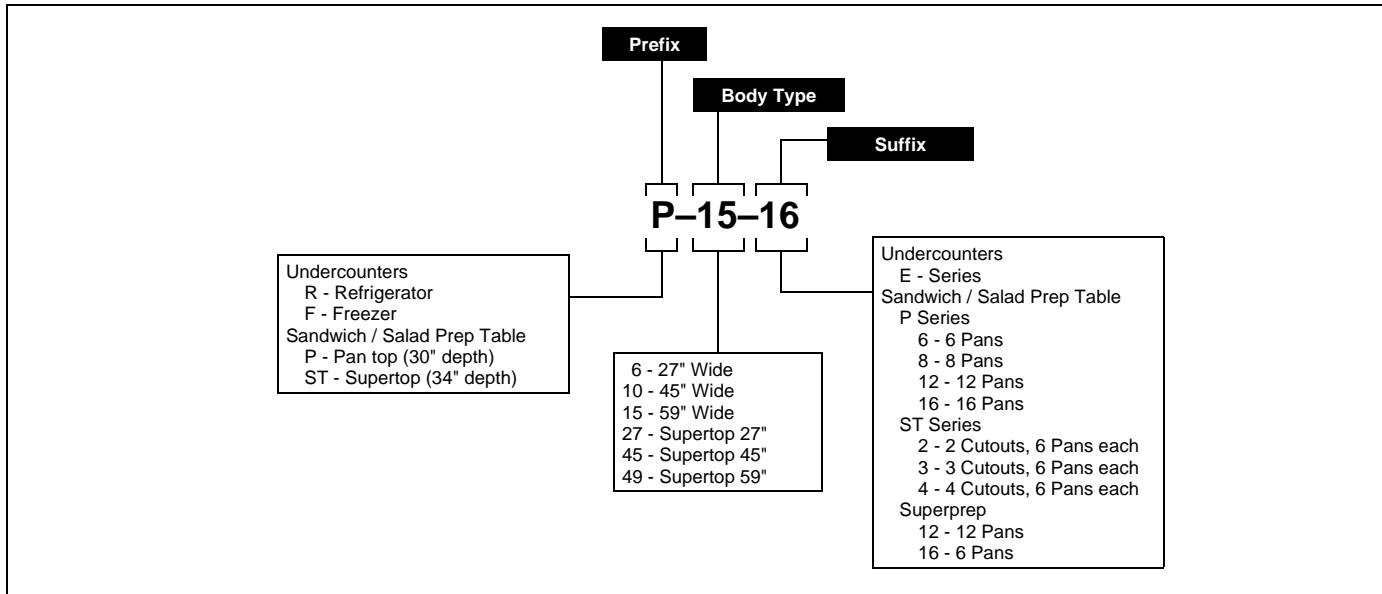 Prefix
Body Type
Suffix
P–15–16
Undercounters
R - Refrigerator
F - Freezer
Sandwich / Salad Prep Table
P - Pan top (30" depth)
ST - Supertop (34" depth)
6 - 27" Wide
10 - 45" Wide
15 - 59" Wide
27 - Supertop 27"
45 - Supertop 45"
49 - Supertop 59"
Undercounters
E - Series
Sandwich / Salad Prep Table
P Series
6 - 6 Pans
8 - 8 Pans
12 - 12 Pans
16 - 16 Pans
ST Series
2 - 2 Cutouts, 6 Pans each
3 - 3 Cutouts, 6 Pans each
4 - 4 Cutouts, 6 Pans each
Superprep
12 - 12 Pans
16 - 6 Pans